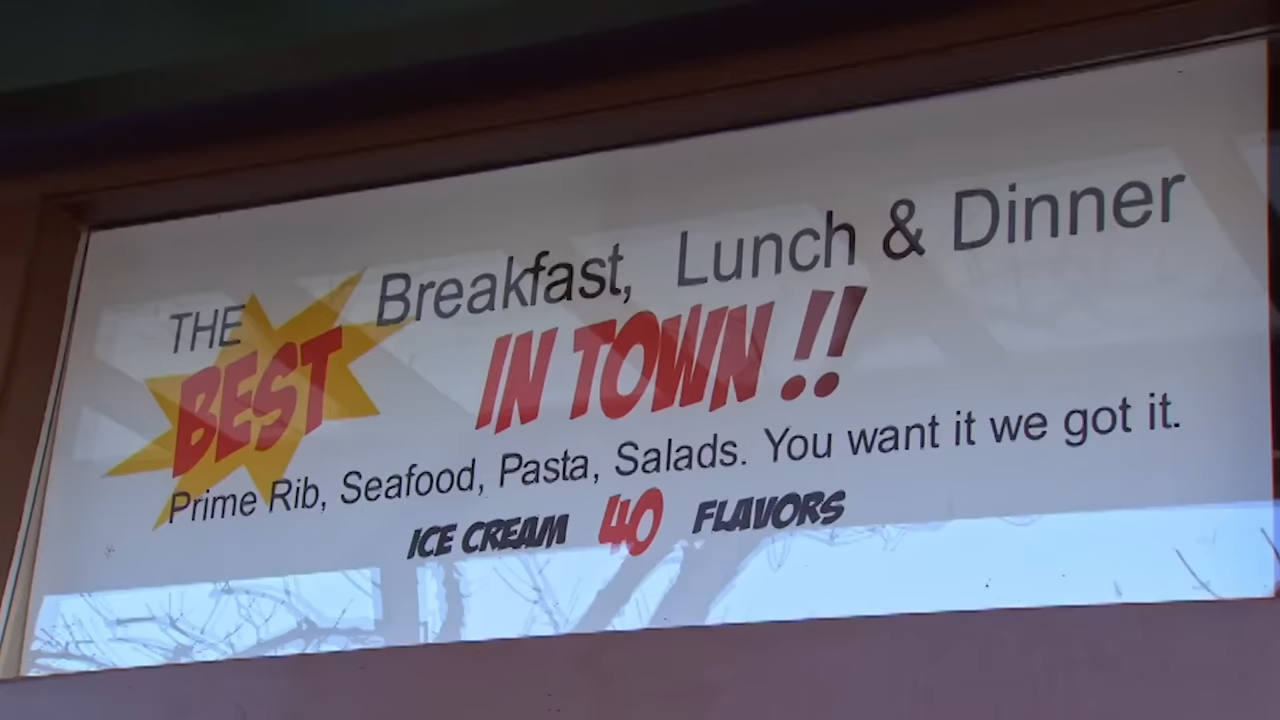 THE Breakfast, Lunch & Dinner
BEST IN TOWN !!
Prime Rib, Seafood, Pasta, Salads. You want it we got it.
ICE CREAM 40 FLAVORS